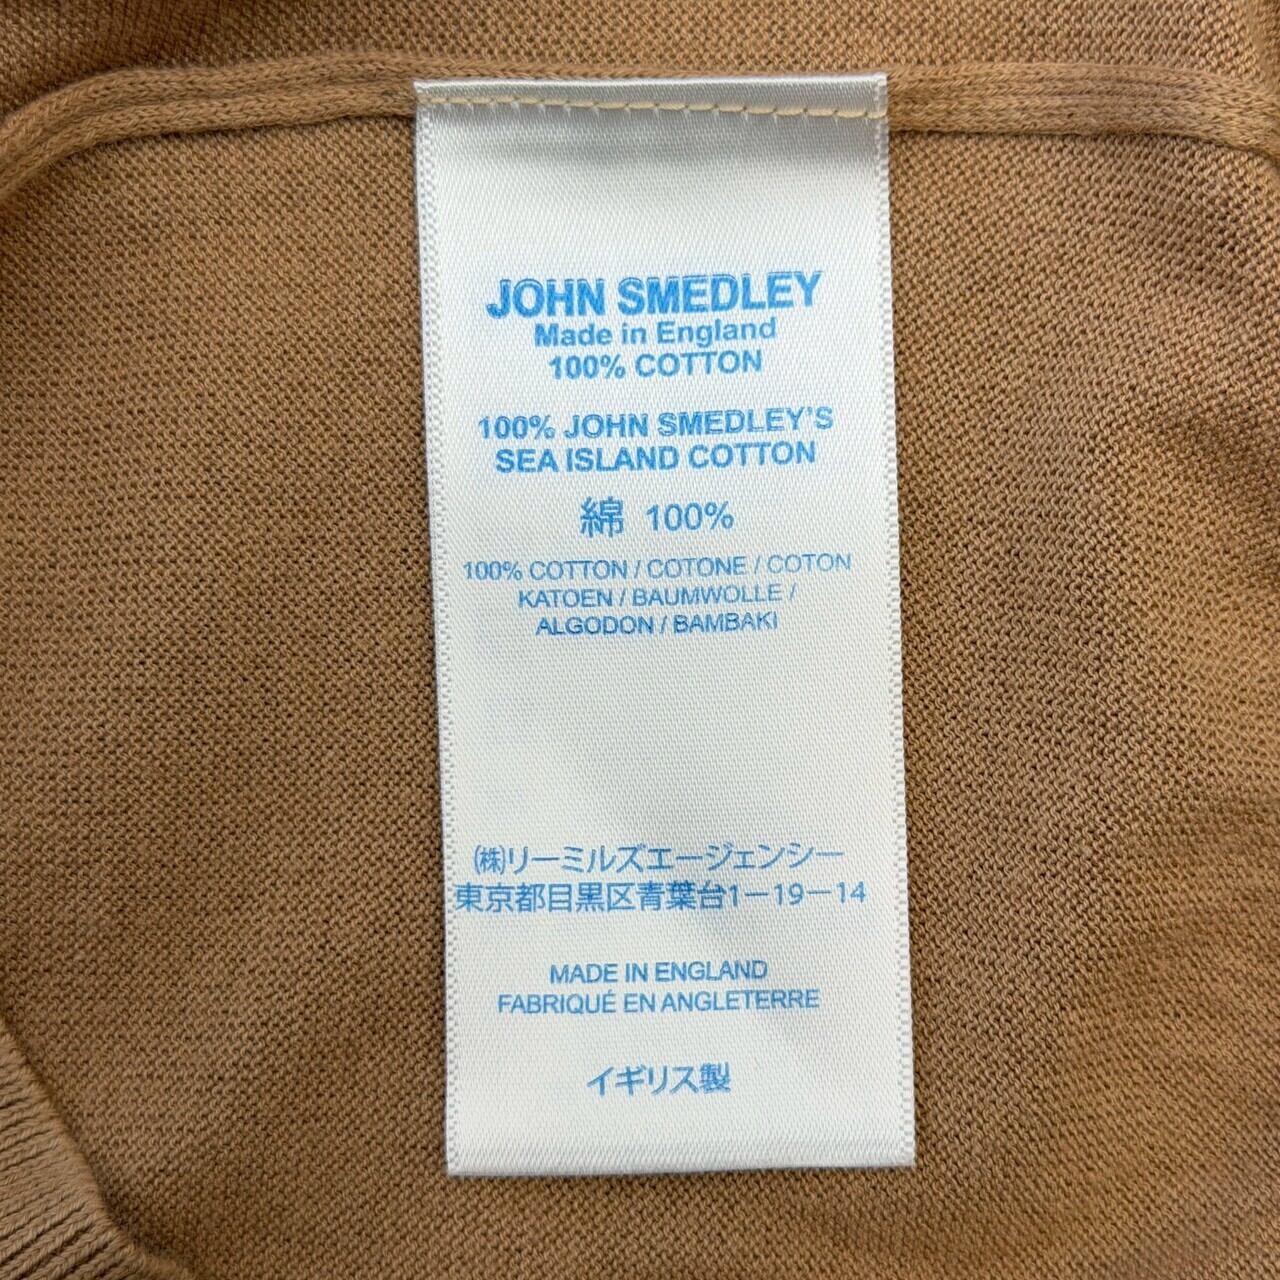 JOHN SMEDLEY
Made in England
100% COTTON
100% JOHN SMEDLEY'S
SEA ISLAND COTTON
綿 100%
100% COTTON / COTONE / COTON
KATOEN / BAUMWOLLE /
ALGODON / BAMBAKI
㈱リーミルズエージェンシー
東京都目黒区青葉台1−19−14
MADE IN ENGLAND
FABRIQUÉ EN ANGLETERRE
イギリス製